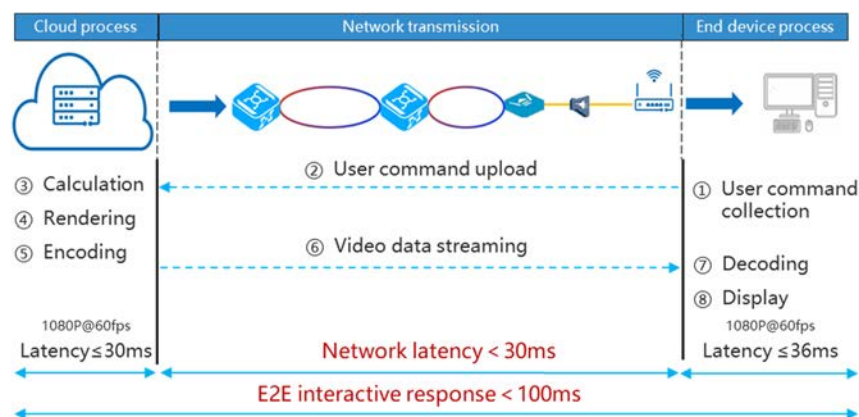 Cloud process
Network transmission
End device process
② User command upload
③ Calculation
④ Rendering
⑤ Encoding
① User command
collection
⑥ Video data streaming
⑦ Decoding
⑧ Display
1080P@60fps
Latency≤30ms
Network latency < 30ms
1080P@60fps
Latency ≤36ms
E2E interactive response < 100ms